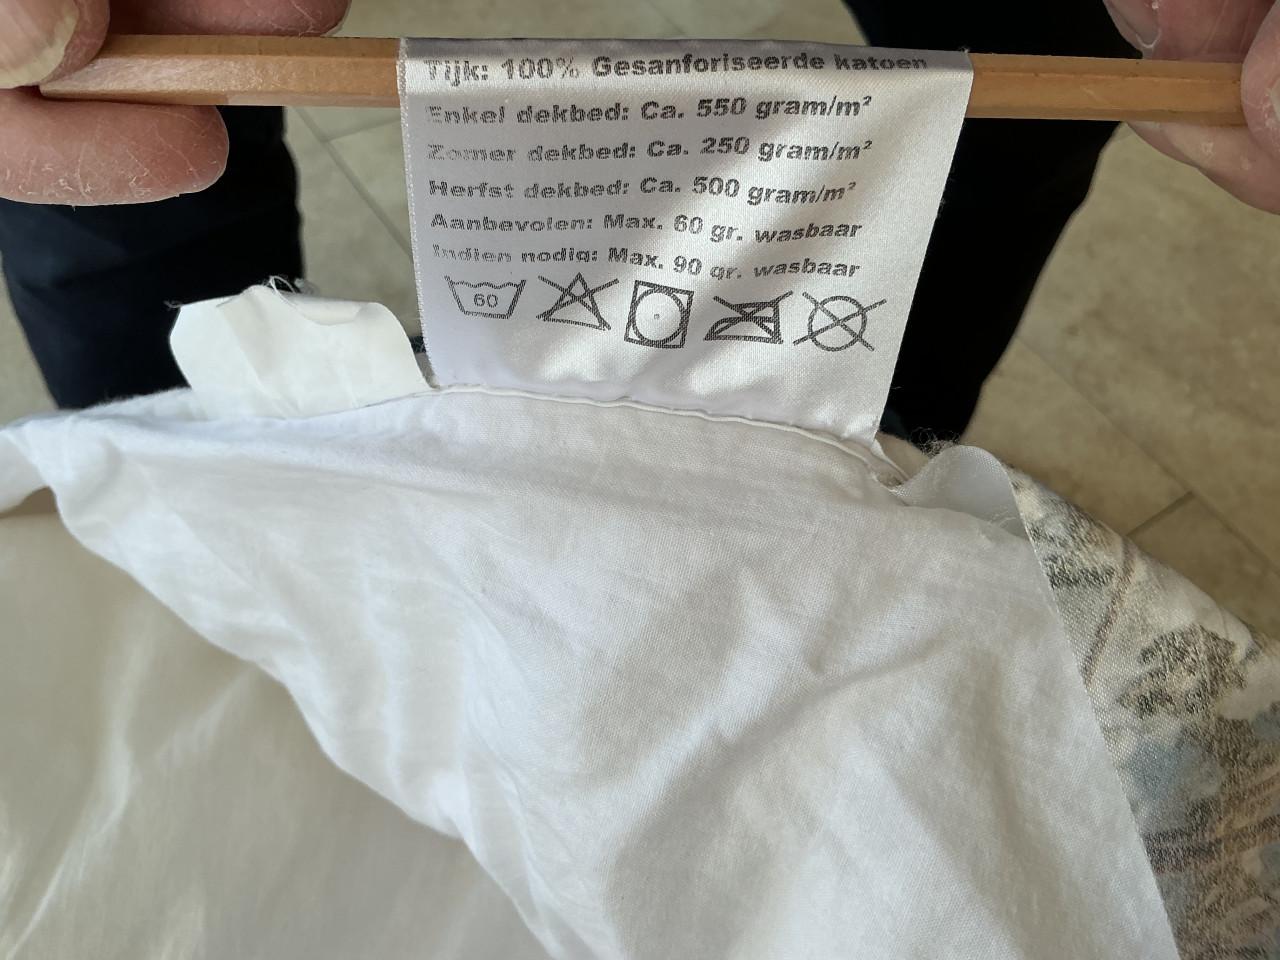 Tijk: 100% Gesanforiseerde katoen
Enkel dekbed: Ca. 550 gram/m²
Zomer dekbed: Ca. 250 gram/m²
Herfst dekbed: Ca. 500 gram/m²
Aanbevolen: Max. 60 gr. wasbaar
Indien nodig: Max. 90 gr. wasbaar
60